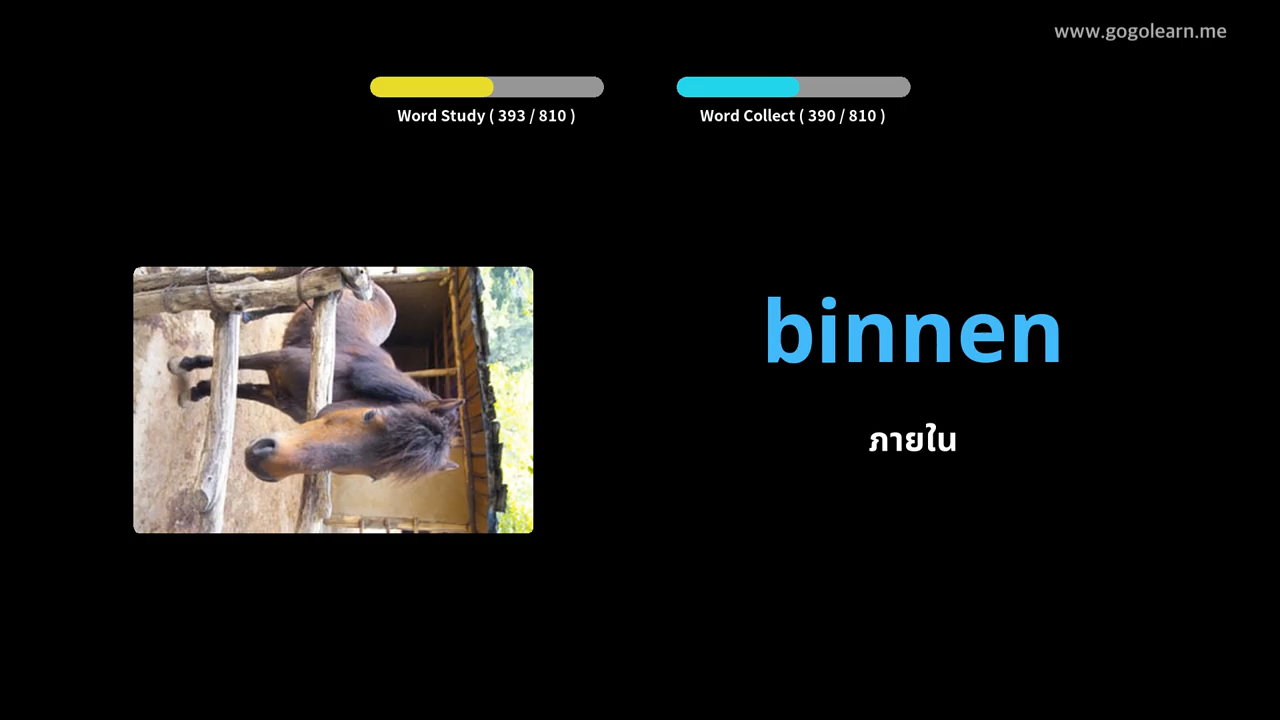 www.gogolearn.me
Word Study ( 393 / 810 )
Word Collect ( 390 / 810 )
binnen
ภายใน